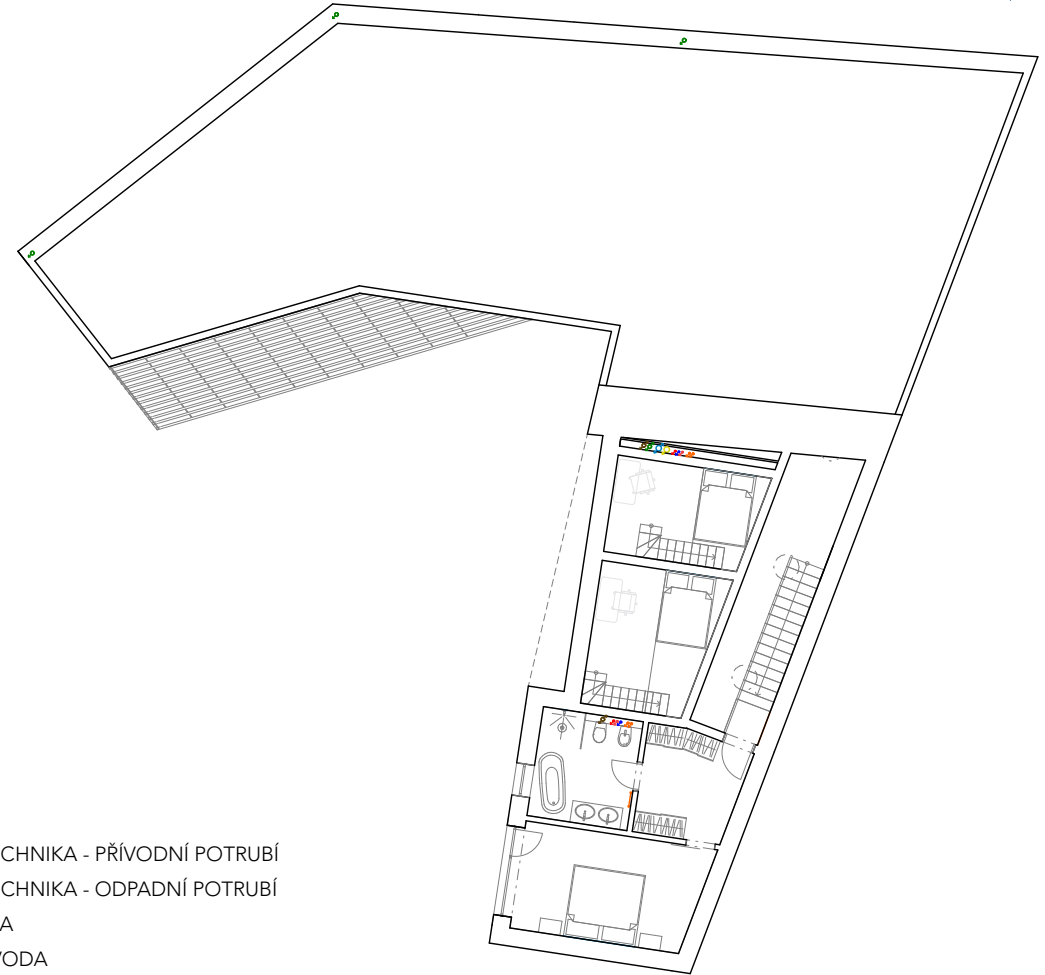 CHNIKA - PŘÍVODNÍ POTRUBÍ
CHNIKA - ODPADNÍ POTRUBÍ
A
VODA